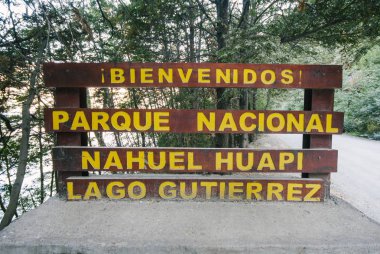 ¡BIENVENIDOS!
PARQUE NACIONAL
NAHUEL HUAPI
LAGO GUTIERREZ